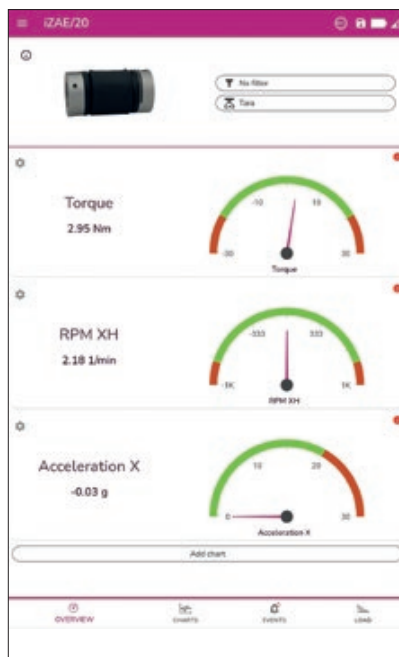 iZAE/20
No filter
Tara
Torque
2.95 Nm
-10 10
-30 30
Torque
RPM XH
2.18 1/min
-333 333
-1K 1K
RPM XH
Acceleration X
-0.03 g
10 20
0 30
Acceleration X
Add chart
OVERVIEW CHARTS EVENTS LOAD